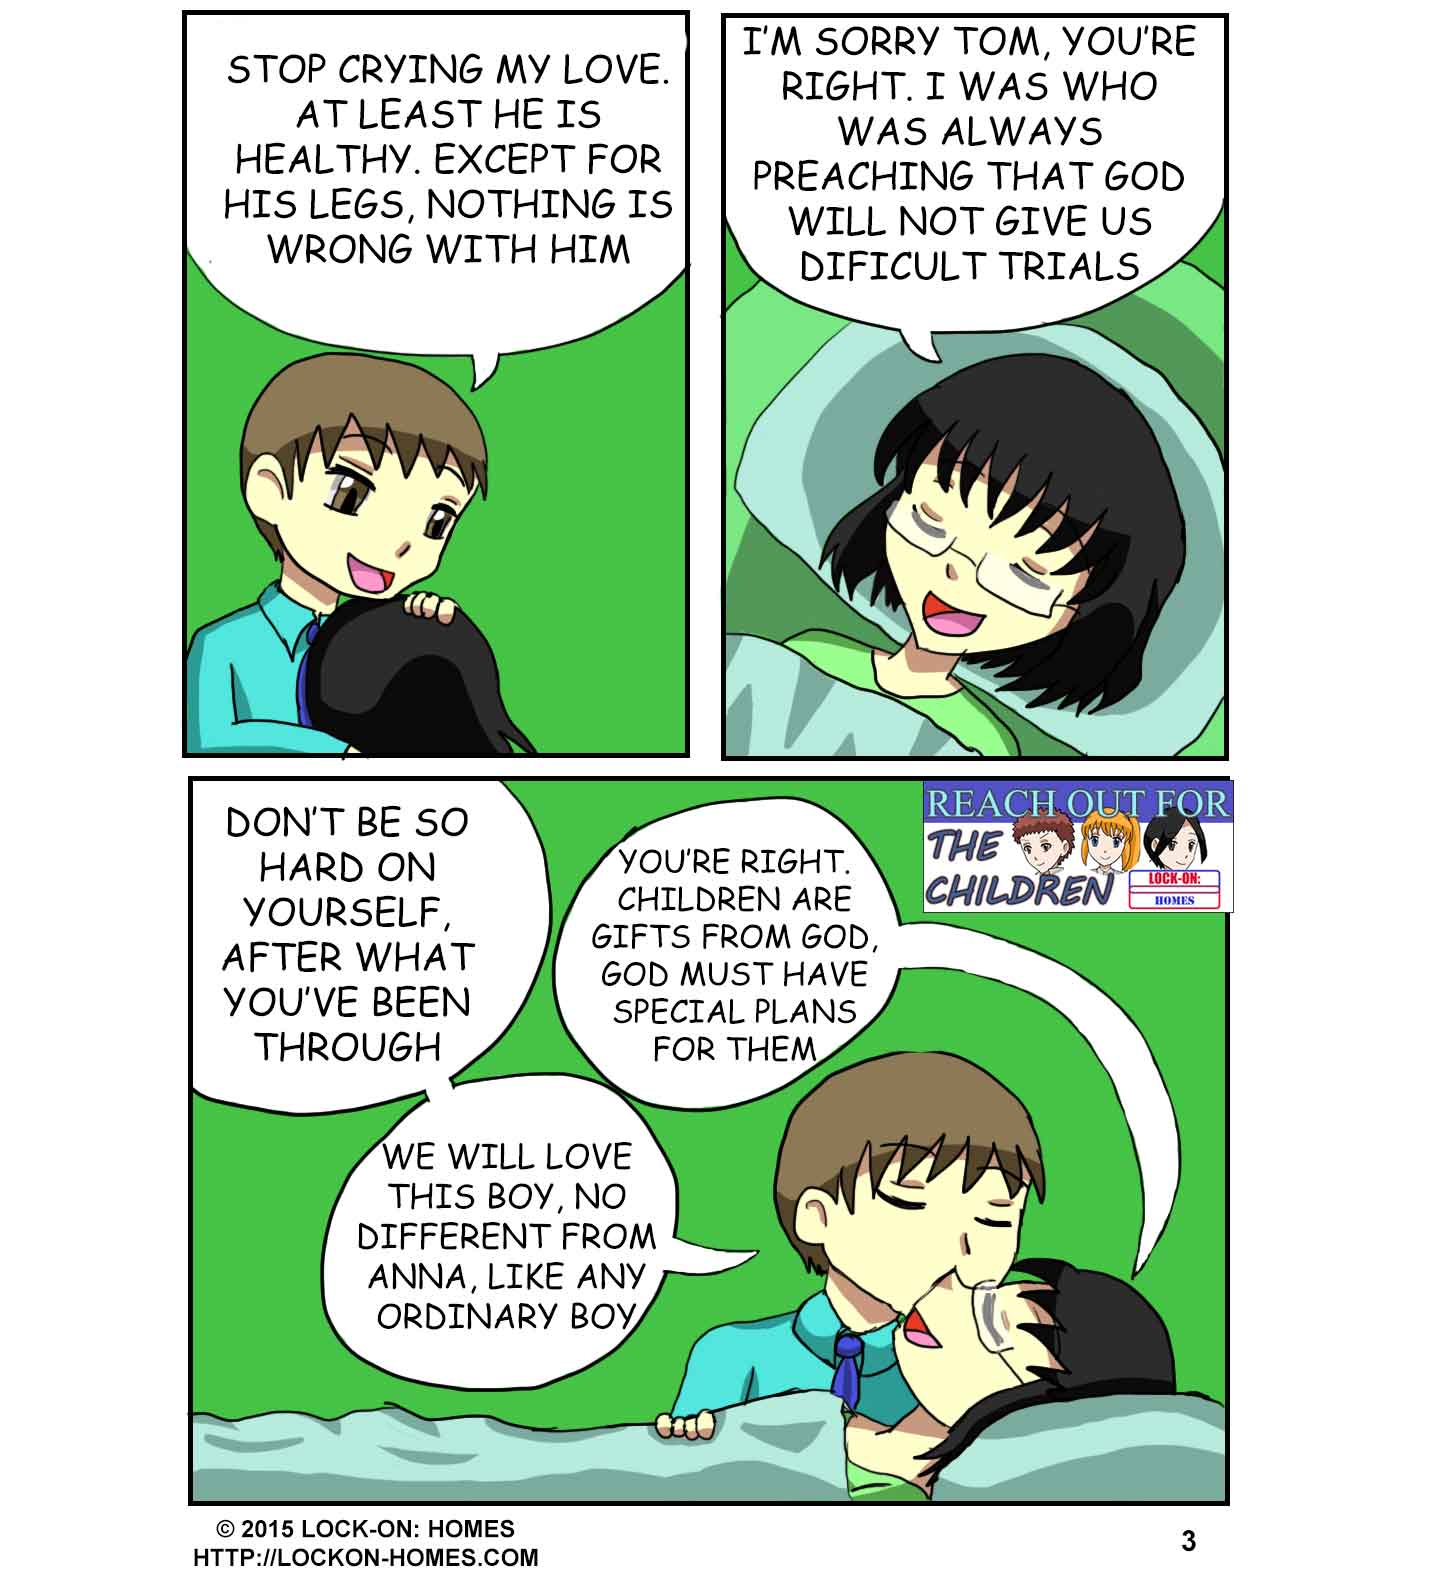 STOP CRYING MY LOVE.
AT LEAST HE IS
HEALTHY. EXCEPT FOR
HIS LEGS, NOTHING IS
WRONG WITH HIM
I'M SORRY TOM, YOU'RE
RIGHT. I WAS WHO
WAS ALWAYS
PREACHING THAT GOD
WILL NOT GIVE US
DIFICULT TRIALS
DON'T BE SO
HARD ON
YOURSELF,
AFTER WHAT
YOU'VE BEEN
THROUGH
YOU'RE RIGHT.
CHILDREN ARE
GIFTS FROM GOD,
GOD MUST HAVE
SPECIAL PLANS
FOR THEM
WE WILL LOVE
THIS BOY, NO
DIFFERENT FROM
ANNA, LIKE ANY
ORDINARY BOY
REACH OUT FOR
THE
CHILDREN
LOCK-ON:
HOMES
© 2015 LOCK-ON: HOMES
HTTP://LOCKON-HOMES.COM
3